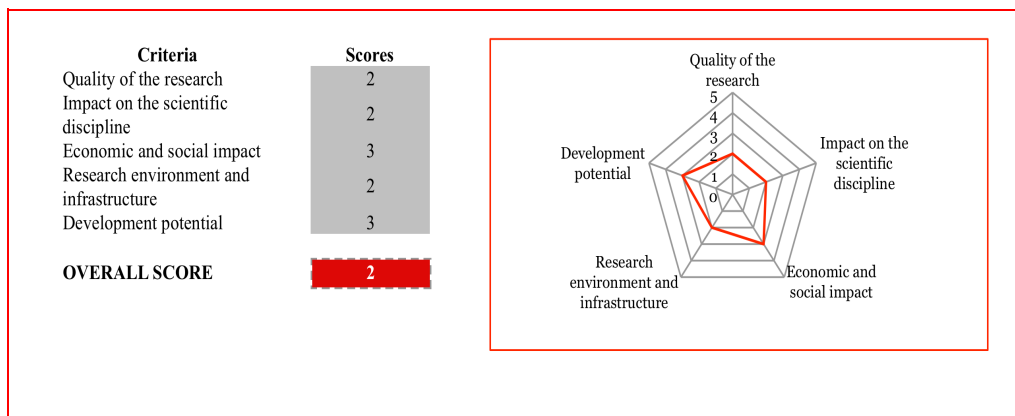 Criteria Scores
Quality of the research 2
Impact on the scientific
discipline 2
Economic and social impact 3
Research environment and
infrastructure 2
Development potential 3
OVERALL SCORE 2
Quality of the
research
5
4
3
2
1
0
Impact on the
scientific
discipline
Economic and
social impact
Research
environment and
infrastructure
Development
potential